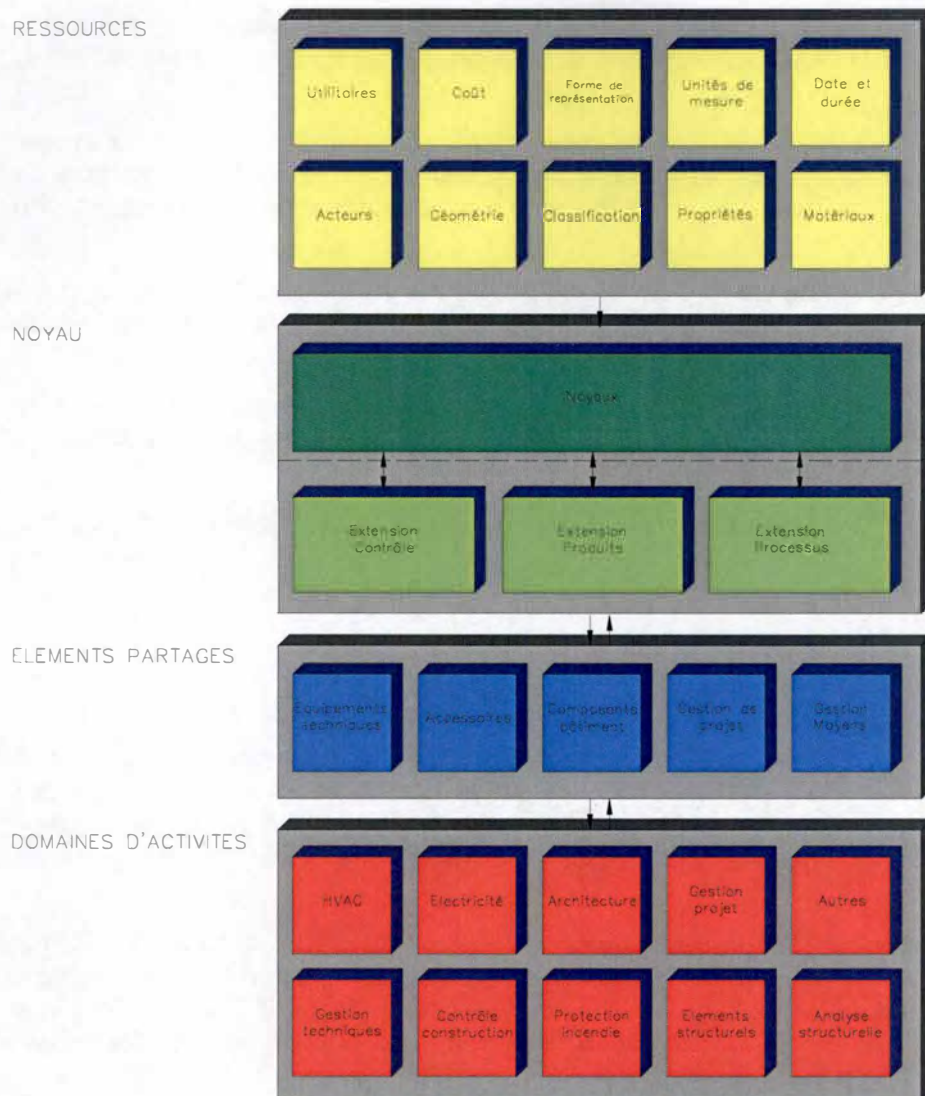 RESSOURCES
Utilitaires
Coût
Forme de
représentation
Unités de
mesure
Date et
durée
Acteurs
Géométrie
Classification
Propriétés
Matériaux
NOYAU
Noyaux
Extension
Contrôle
Extension
Produits
Extension
Processus
ELEMENTS PARTAGES
Equipements
techniques
Accessoires
Composants
bâtiment
Gestion de
projet
Gestion
Moyens
DOMAINES D'ACTIVITES
HVAC
Electricité
Architecture
Gestion
projet
Autres
Gestion
techniques
Contrôle
construction
Protection
incendie
Elements
structurels
Analyse
structurelle